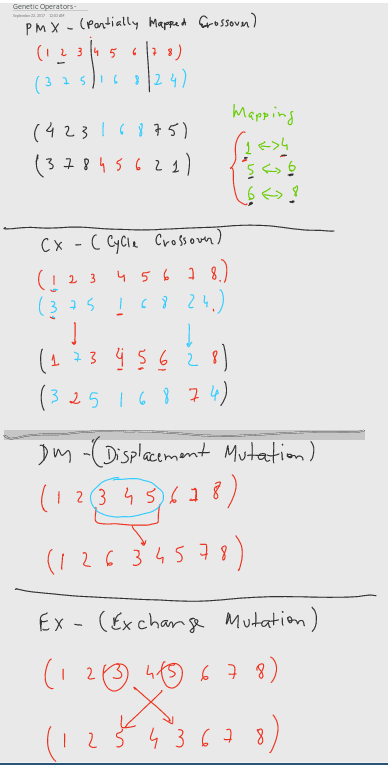 Genetic Operators -
September 22, 2017 12:03 AM
PMX - (Partially Mapped Crossover)
(1 2 3 4 5 6 7 8)
(3 7 5 1 6 8 2 4)
Mapping
(4 2 3 1 6 8 7 5)
1 <-> 4
(3 7 8 4 5 6 2 1)
5 <-> 6
6 <-> 8
CX - (Cycle Crossover)
(1 2 3 4 5 6 7 8.)
(3 7 5 1 6 8 2 4.)
(1 7 3 4 5 6 2 8)
(3 2 5 1 6 8 7 4)
DM - (Displacement Mutation)
(1 2 3 4 5 6 7 8)
(1 2 6 3 4 5 7 8)
EX - (Exchange Mutation)
(1 2 3 4 5 6 7 8)
(1 2 5 4 3 6 7 8)